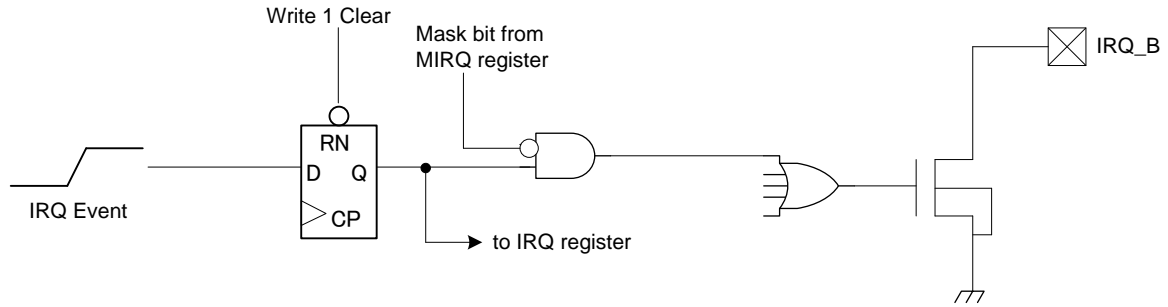 Write 1 Clear
Mask bit from
MIRQ register
IRQ_B
RN
D
Q
CP
IRQ Event
to IRQ register